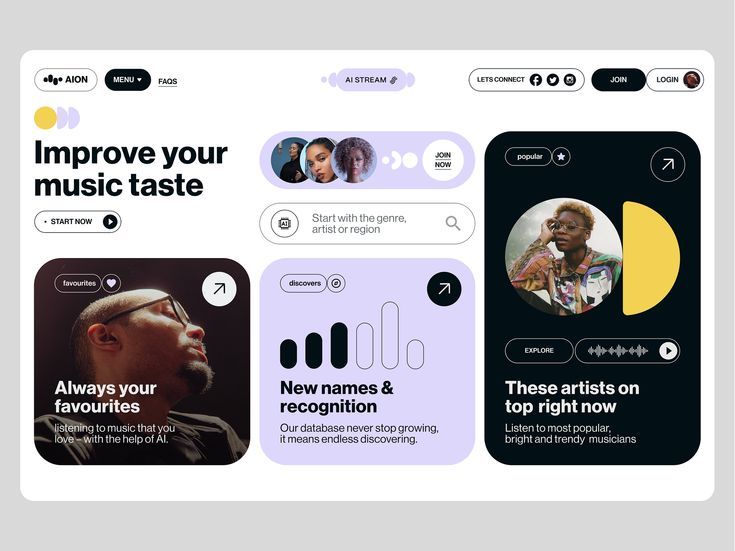 AION
MENU
FAQS
AI STREAM
LETS CONNECT
JOIN
LOGIN
Improve your
music taste
START NOW
JOIN
NOW
AI
Start with the genre,
artist or region
favourites
Always your
favourites
listening to music that you
love – with the help of AI.
discovers
New names &
recognition
Our database never stop growing,
it means endless discovering.
popular
EXPLORE
These artists on
top right now
Listen to most popular,
bright and trendy musicians